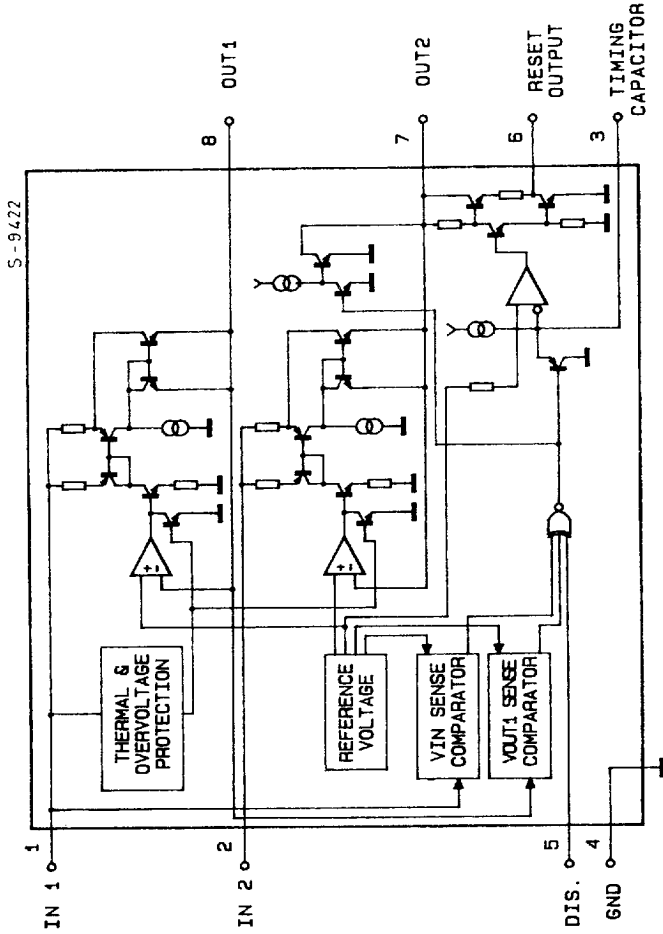 S-9422
IN 1
1
IN 2
2
DIS.
5
GND
4
THERMAL &
OVERVOLTAGE
PROTECTION
REFERENCE
VOLTAGE
VIN SENSE
COMPARATOR
VOUT1 SENSE
COMPARATOR
+
-
+
-
8
OUT1
7
OUT2
6
RESET
OUTPUT
3
TIMING
CAPACITOR